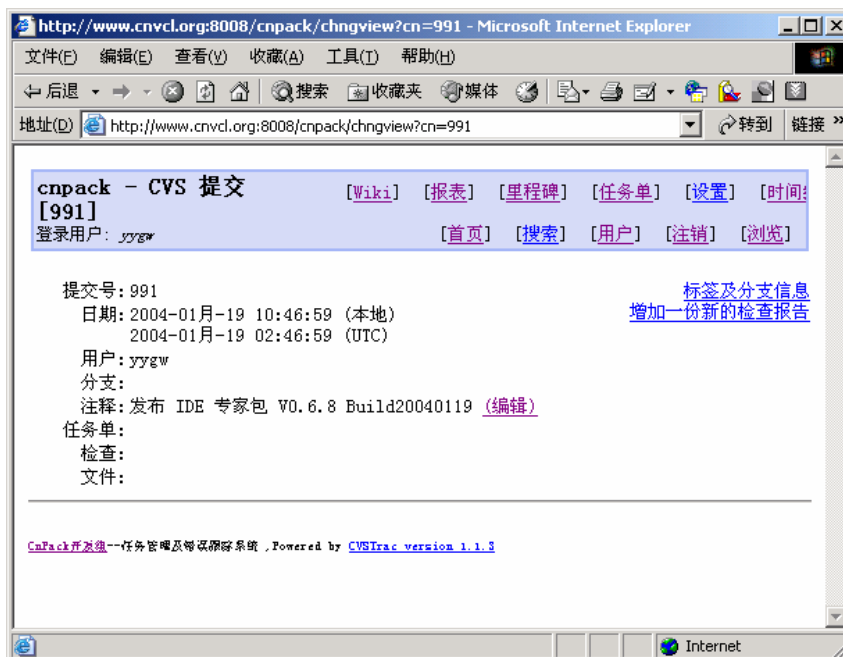 http://www.cnvcl.org:8008/cnpack/chngview?cn=991 - Microsoft Internet Explorer
文件(F) 编辑(E) 查看(V) 收藏(A) 工具(T) 帮助(H)
后退 搜索 收藏夹 媒体
地址(D) http://www.cnvcl.org:8008/cnpack/chngview?cn=991 转到 链接 »
cnpack - CVS 提交 [Wiki] [报表] [里程碑] [任务单] [设置] [时间
[991]
登录用户: yygw [首页] [搜索] [用户] [注销] [浏览]
提交号: 991 标签及分支信息
日期: 2004-01月-19 10:46:59 (本地) 增加一份新的检查报告
2004-01月-19 02:46:59 (UTC)
用户: yygw
分支:
注释: 发布 IDE 专家包 V0.6.8 Build20040119 (编辑)
任务单:
检查:
文件:
CnPack开发组--任务管理及错误跟踪系统 ,Powered by CVSTrac version 1.1.3
Internet